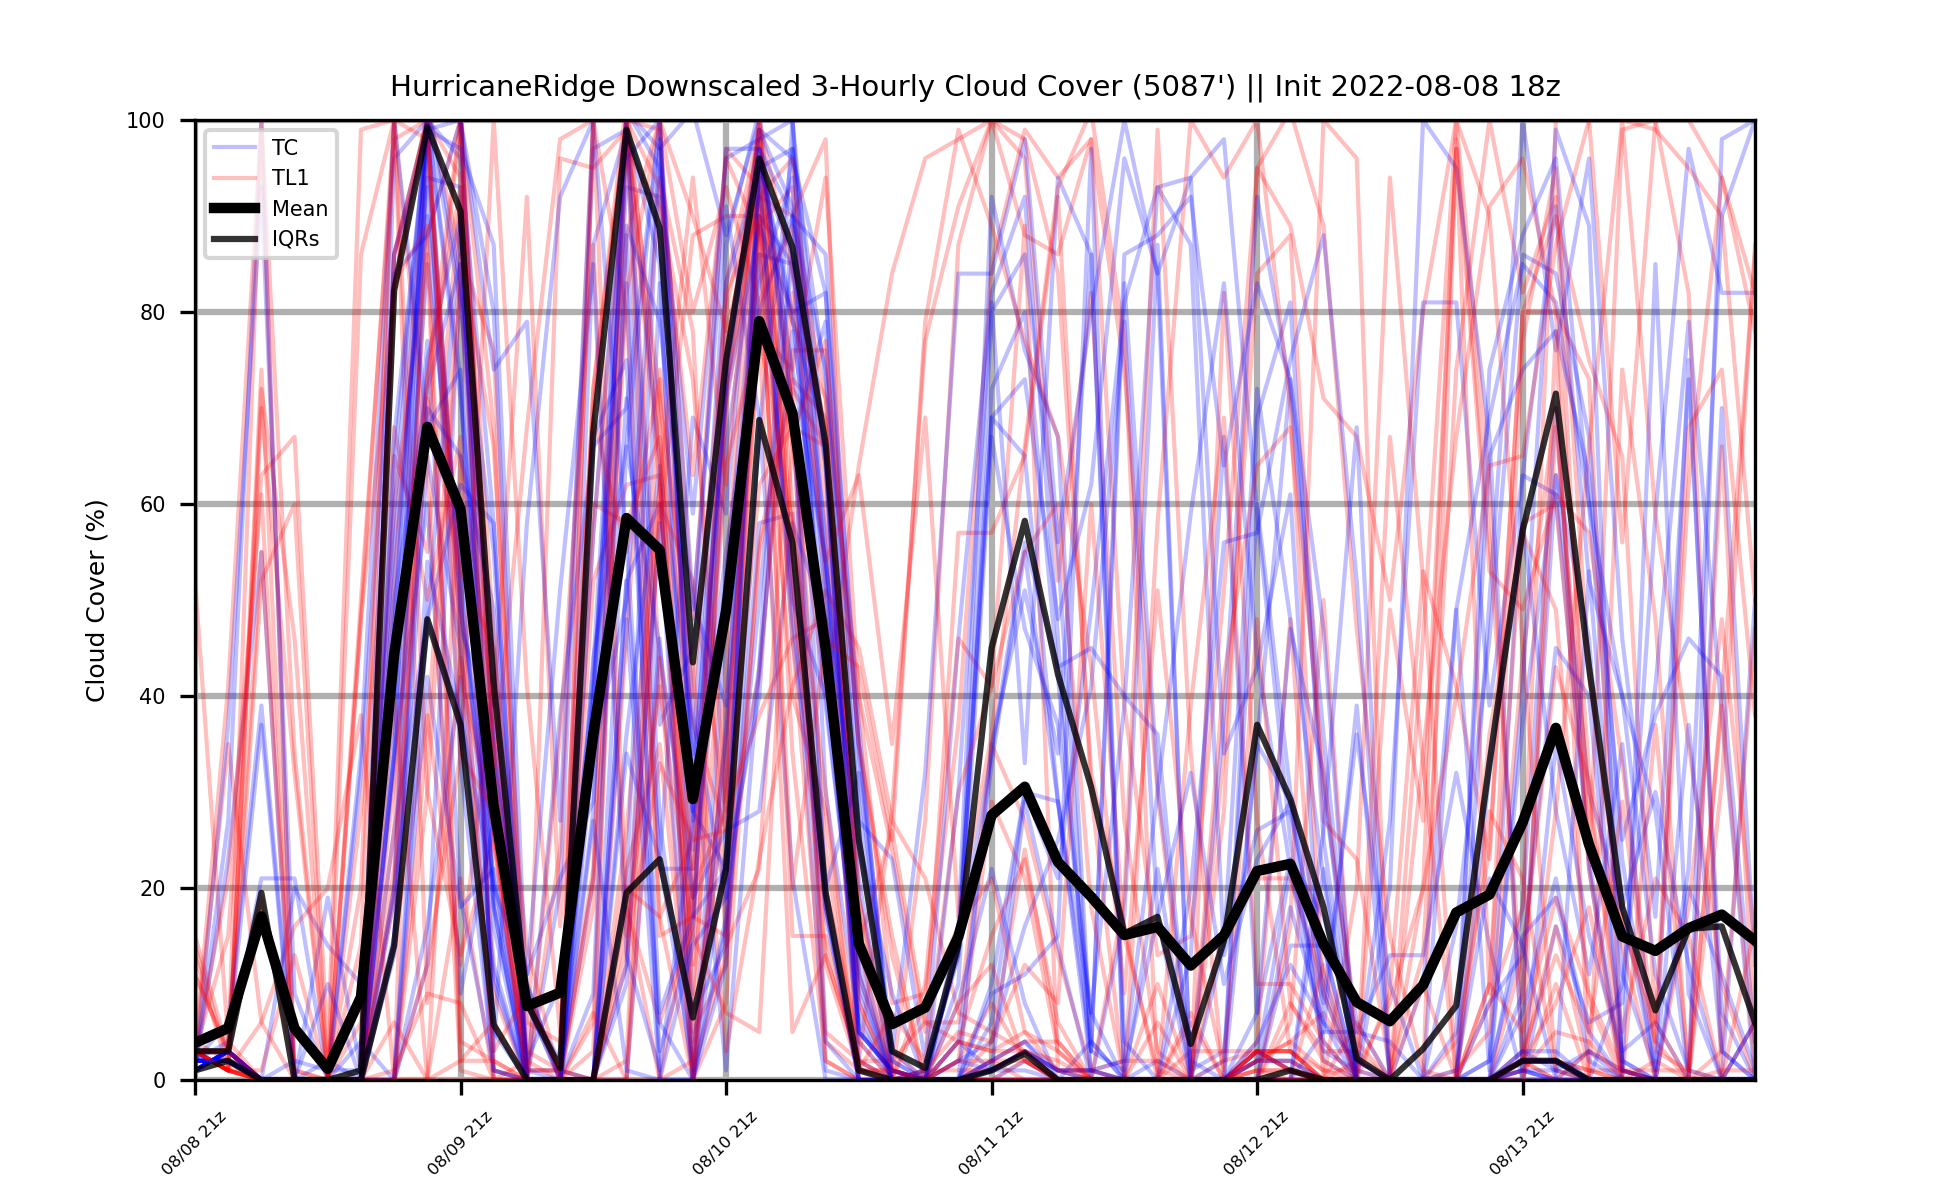 HurricaneRidge Downscaled 3-Hourly Cloud Cover (5087') || Init 2022-08-08 18z
Cloud Cover (%)
100
80
60
40
20
0
TC
TL1
Mean
IQRs
08/08 21z
08/09 21z
08/10 21z
08/11 21z
08/12 21z
08/13 21z